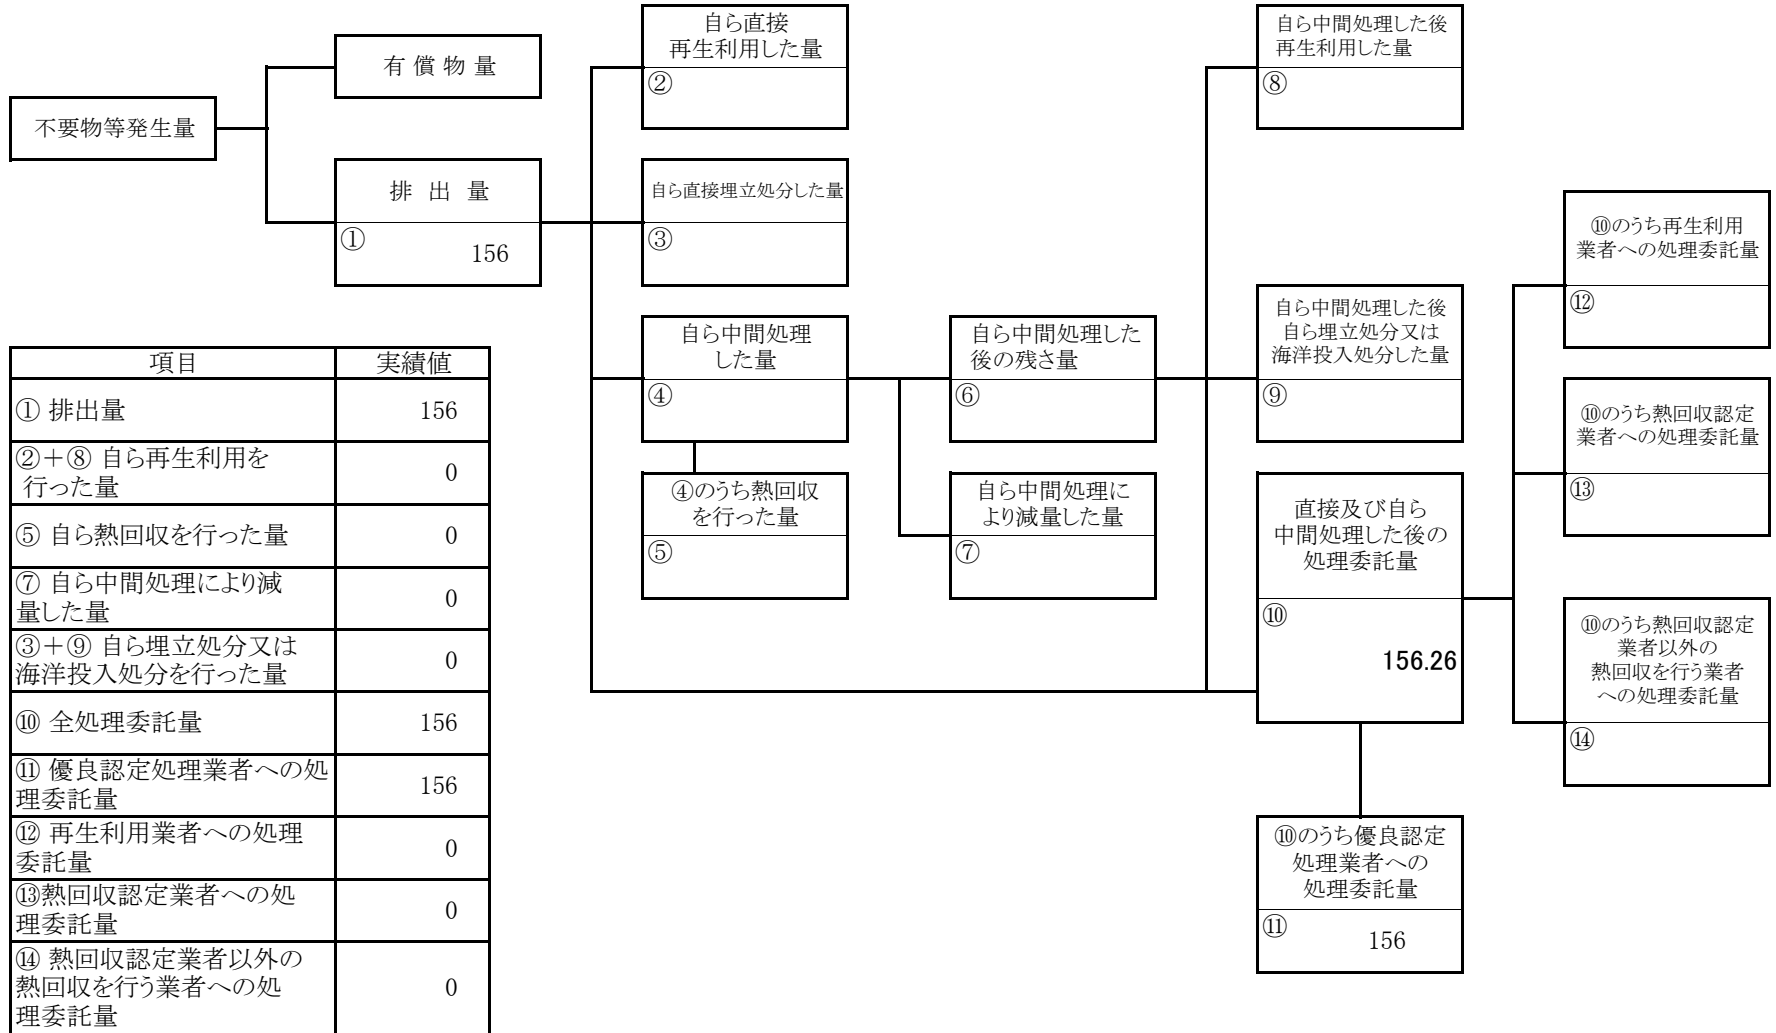 不要物等発生量
有 償 物 量
排 出 量
①
156
自ら直接
再生利用した量
②
自ら直接埋立処分した量
③
自ら中間処理
した量
④
④のうち熱回収
を行った量
⑤
自ら中間処理した
後の残さ量
⑥
自ら中間処理に
より減量した量
⑦
自ら中間処理した後
再生利用した量
⑧
自ら中間処理した後
自ら埋立処分又は
海洋投入処分した量
⑨
直接及び自ら
中間処理した後の
処理委託量
⑩
156.26
⑩のうち優良認定
処理業者への
処理委託量
⑪
156
⑩のうち再生利用
業者への処理委託量
⑫
⑩のうち熱回収認定
業者への処理委託量
⑬
⑩のうち熱回収認定
業者以外の
熱回収を行う業者
への処理委託量
⑭
項目 実績値
① 排出量 156
②＋⑧ 自ら再生利用を
行った量 0
⑤ 自ら熱回収を行った量 0
⑦ 自ら中間処理により減
量した量 0
③＋⑨ 自ら埋立処分又は
海洋投入処分を行った量 0
⑩ 全処理委託量 156
⑪ 優良認定処理業者への処
理委託量 156
⑫ 再生利用業者への処理
委託量 0
⑬熱回収認定業者への処
理委託量 0
⑭ 熱回収認定業者以外の
熱回収を行う業者への処
理委託量 0